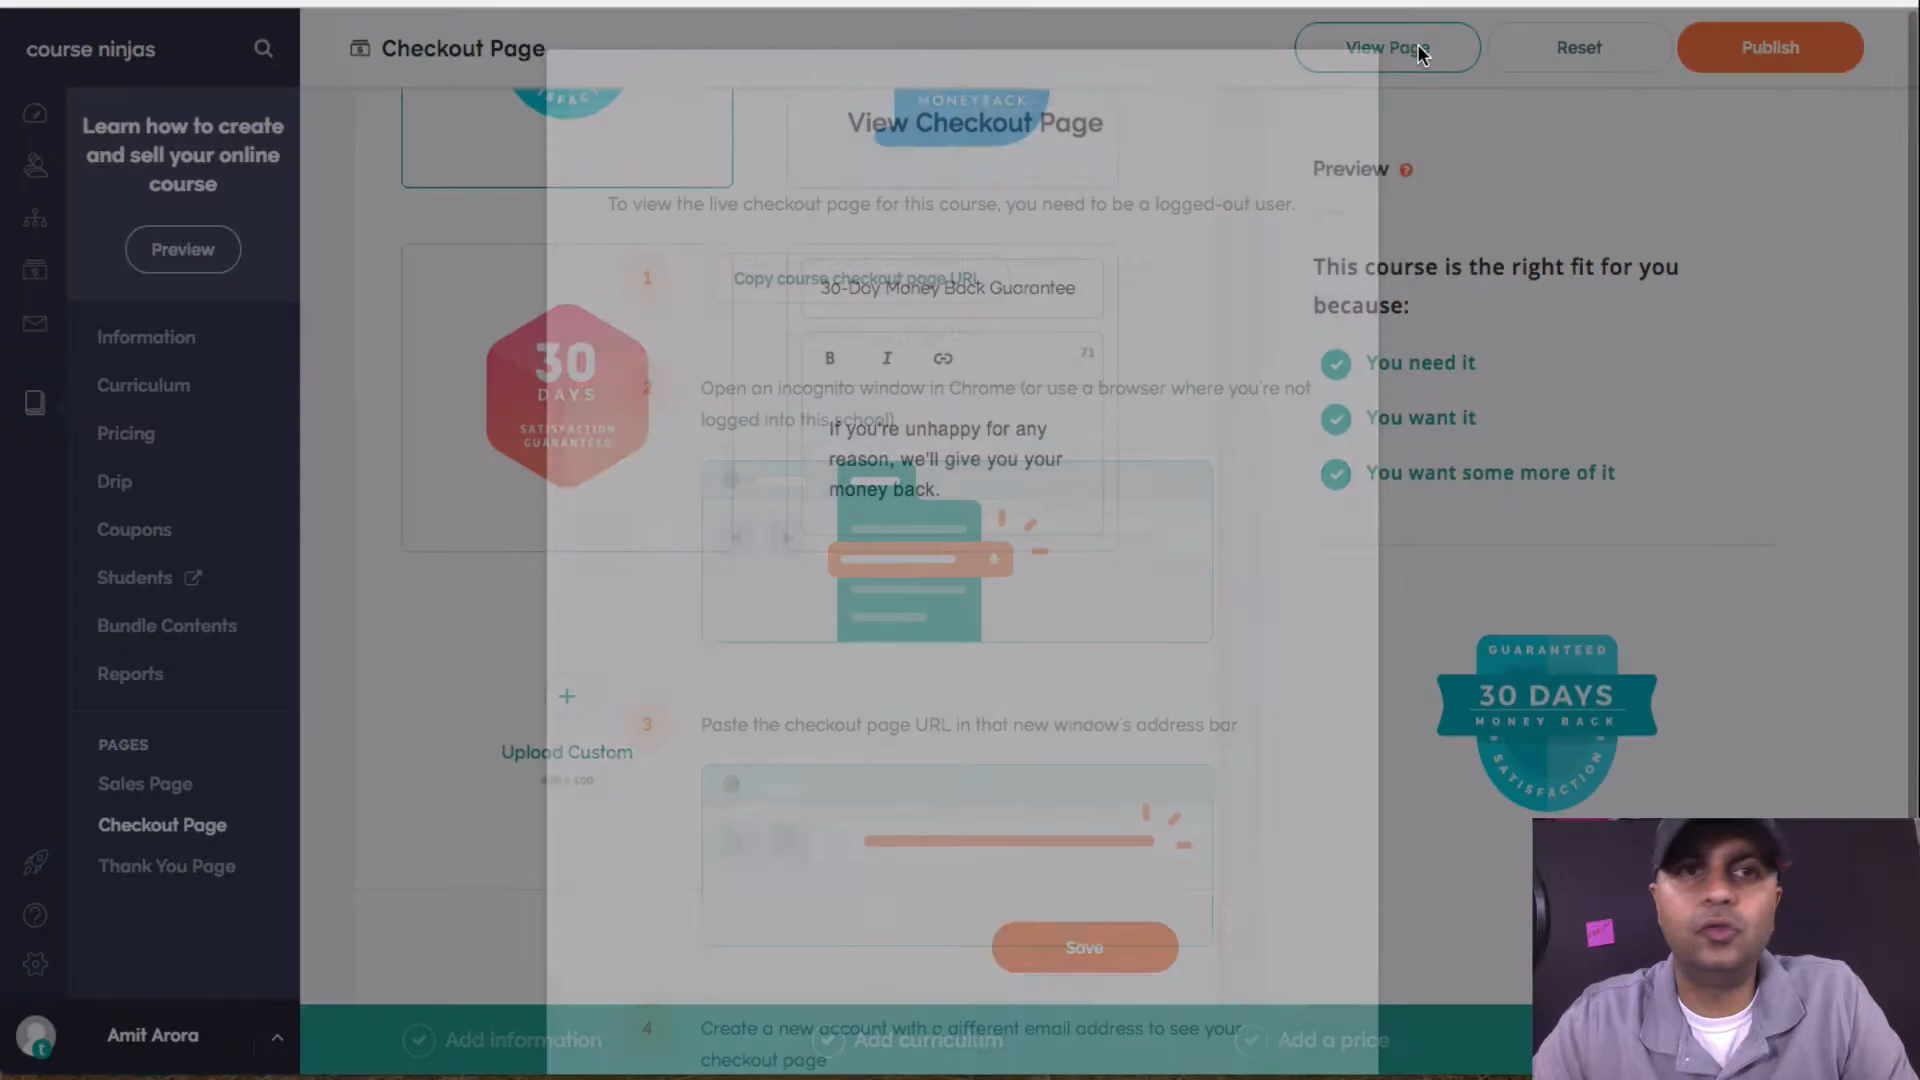 course ninjas
Checkout Page
View Page
Reset
Publish
Learn how to create
and sell your online
course
Preview
Information
Curriculum
Pricing
Drip
Coupons
Students
Bundle Contents
Reports
PAGES
Sales Page
Checkout Page
Thank You Page
Amit Arora
MONEYBACK
View Checkout Page
To view the live checkout page for this course, you need to be a logged-out user.
1
Copy course checkout page URL
30-Day Money Back Guarantee
B I 71
2
Open an incognito window in Chrome (or use a browser where you're not
logged into this school)
If you're unhappy for any
reason, we'll give you your
money back.
30
DAYS
SATISFACTION
GUARANTEED
+
Upload Custom
3
Paste the checkout page URL in that new window's address bar
Save
4
Create a new account with a different email address to see your
checkout page
Add information
Add curriculum
Add a price
Preview ?
This course is the right fit for you
because:
You need it
You want it
You want some more of it
GUARANTEED
30 DAYS
MONEY BACK
SATISFACTION